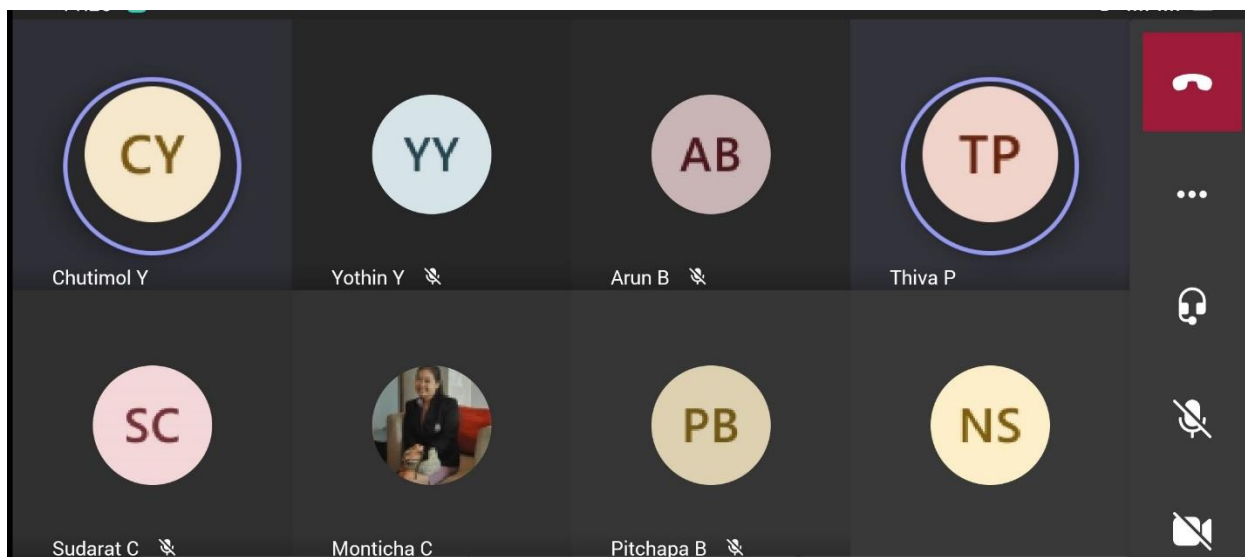 CY YY AB TP
Chutimol Y Yothin Y Arun B Thiva P
SC PB NS
Sudarat C Monticha C Pitchapa B